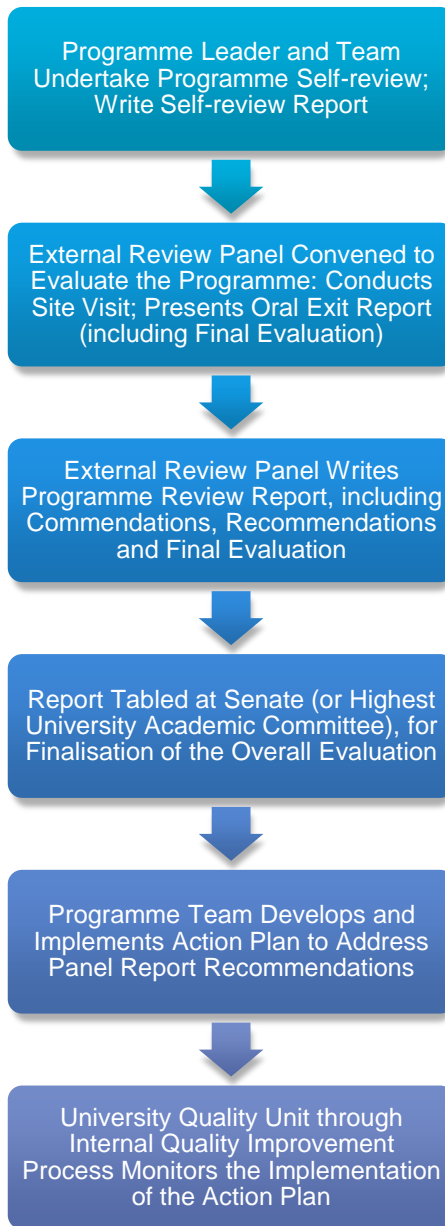 Programme Leader and Team
Undertake Programme Self-review;
Write Self-review Report
External Review Panel Convened to
Evaluate the Programme: Conducts
Site Visit; Presents Oral Exit Report
(including Final Evaluation)
External Review Panel Writes
Programme Review Report, including
Commendations, Recommendations
and Final Evaluation
Report Tabled at Senate (or Highest
University Academic Committee), for
Finalisation of the Overall Evaluation
Programme Team Develops and
Implements Action Plan to Address
Panel Report Recommendations
University Quality Unit through
Internal Quality Improvement
Process Monitors the Implementation
of the Action Plan